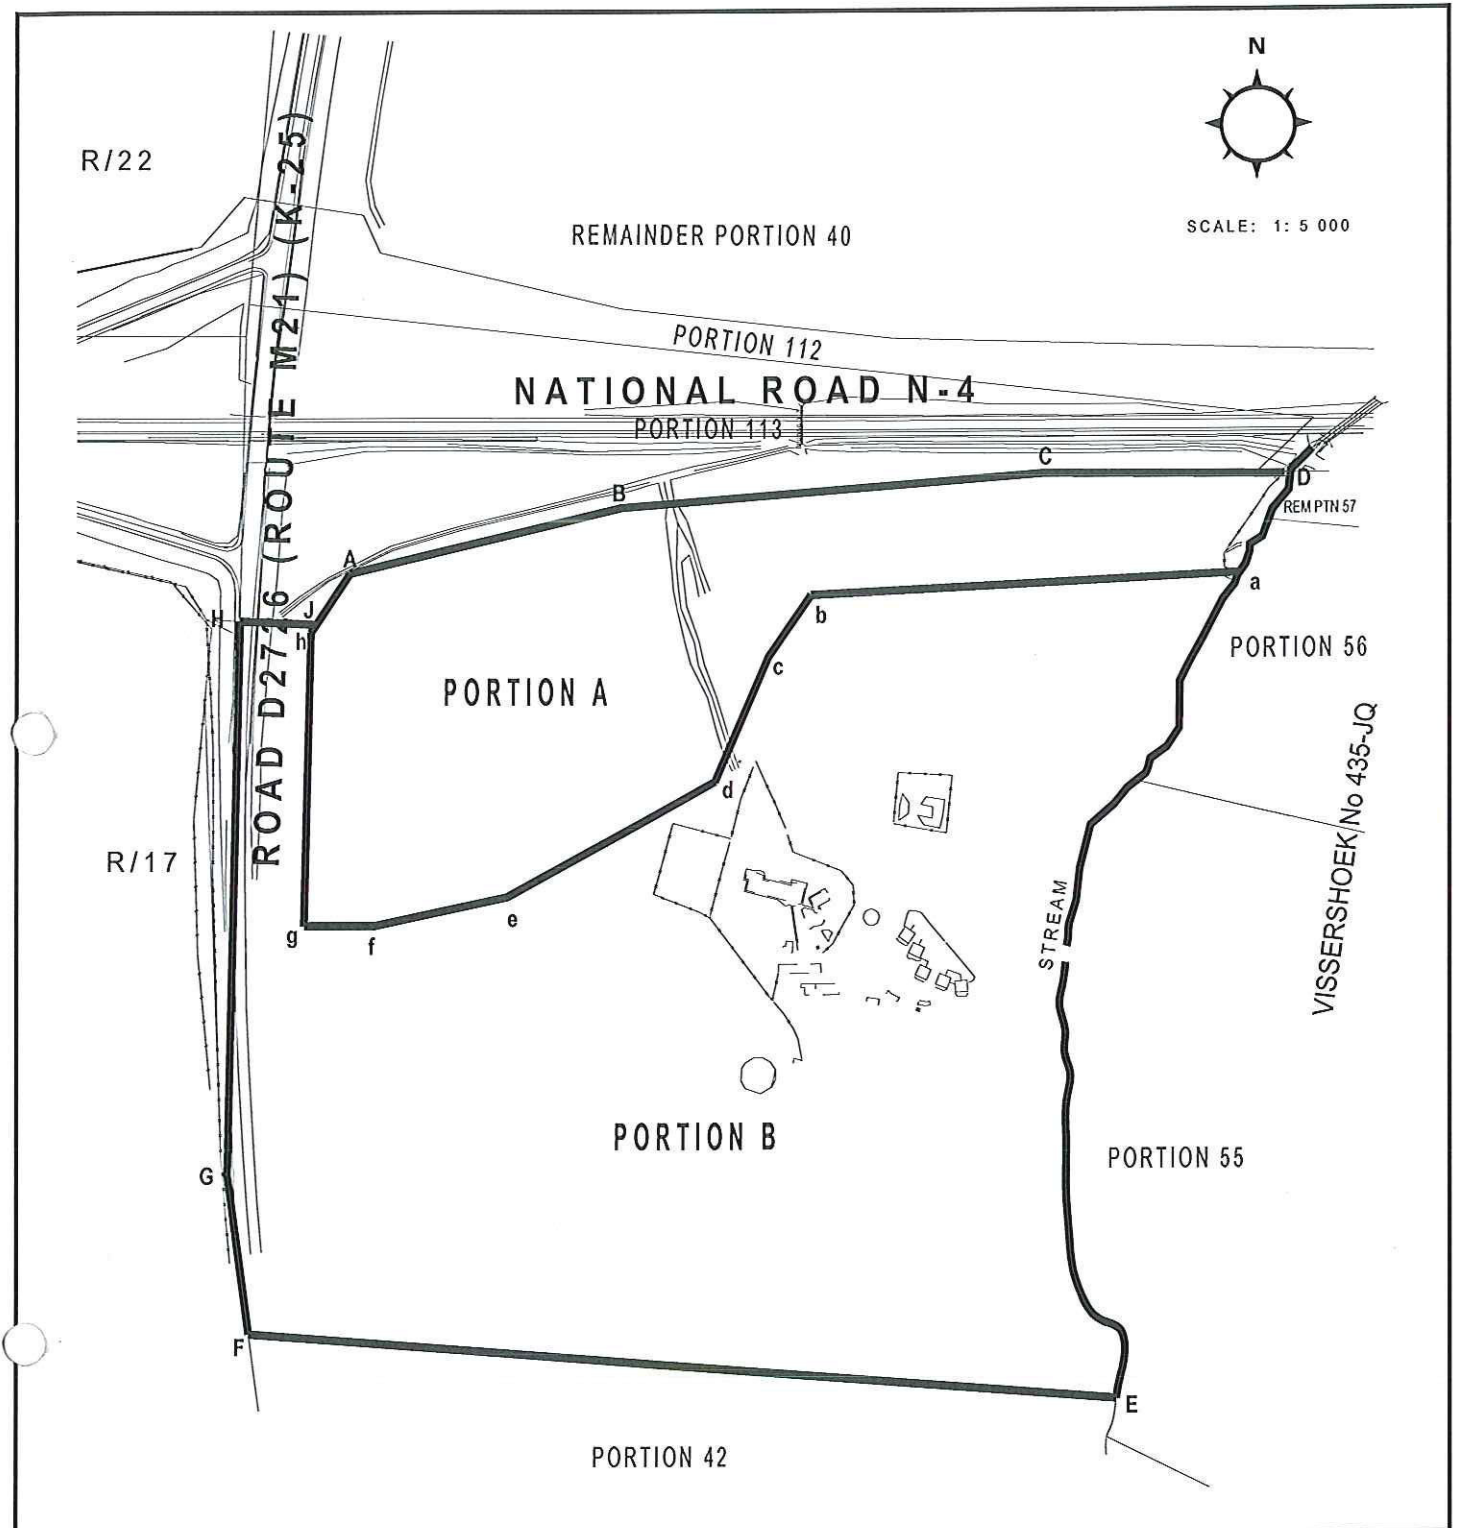 N
R/22
SCALE: 1: 5 000
REMAINDER PORTION 40
PORTION 112
NATIONAL ROAD N-4
PORTION 113
C
D
B
REM PTN 57
A
a
b
H
J
h
c
PORTION 56
PORTION A
ROAD D2726 (ROUTE M21) (K-25)
d
VISSERSHOEK No 435-JQ
R/17
e
g
f
STREAM
PORTION B
PORTION 55
G
F
E
PORTION 42